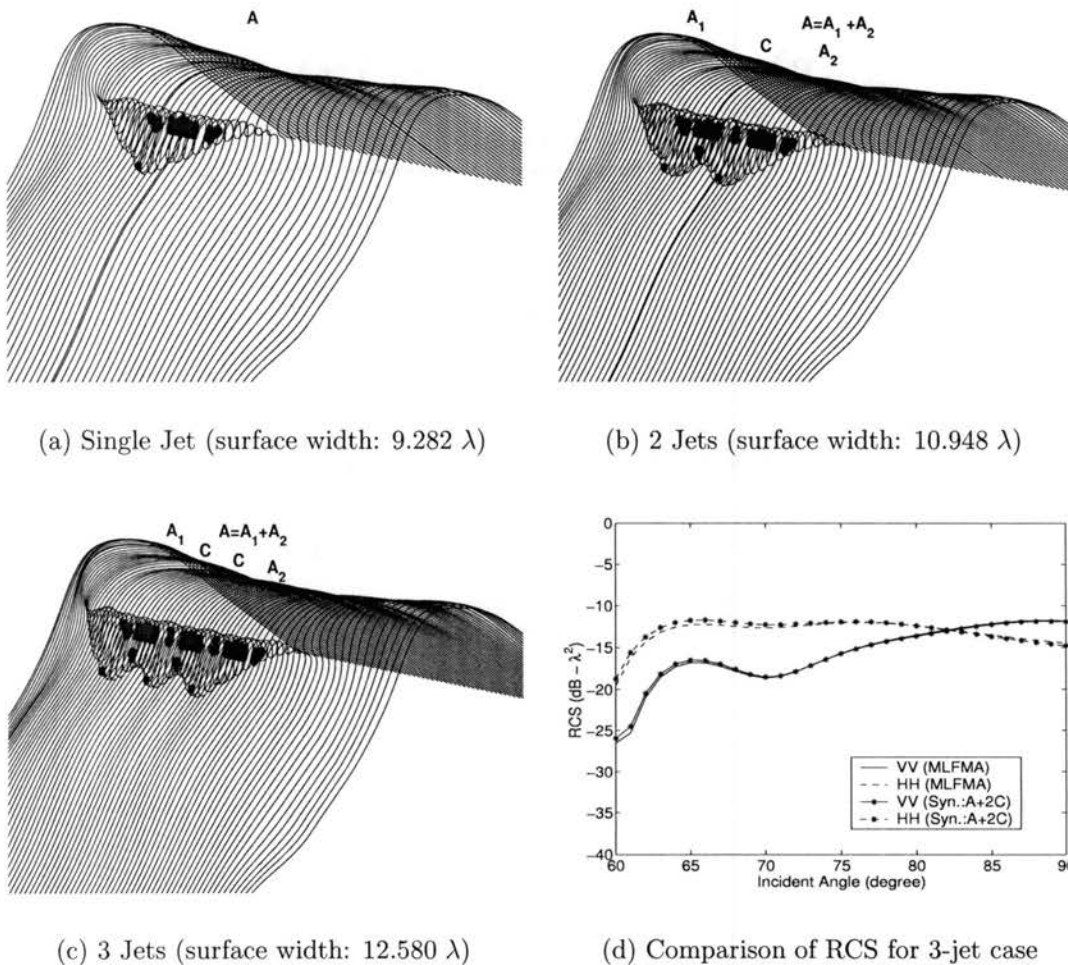 A
A1 A=A1 +A2
C A2
(a) Single Jet (surface width: 9.282 λ)
(b) 2 Jets (surface width: 10.948 λ)
A1 A=A1+A2
C C A2
0
−5
−10
−15
−20
−25
−30
−35
−40
RCS (dB − λ²)
VV (MLFMA)
HH (MLFMA)
VV (Syn.:A+2C)
HH (Syn.:A+2C)
60 65 70 75 80 85 90
Incident Angle (degree)
(c) 3 Jets (surface width: 12.580 λ)
(d) Comparison of RCS for 3-jet case